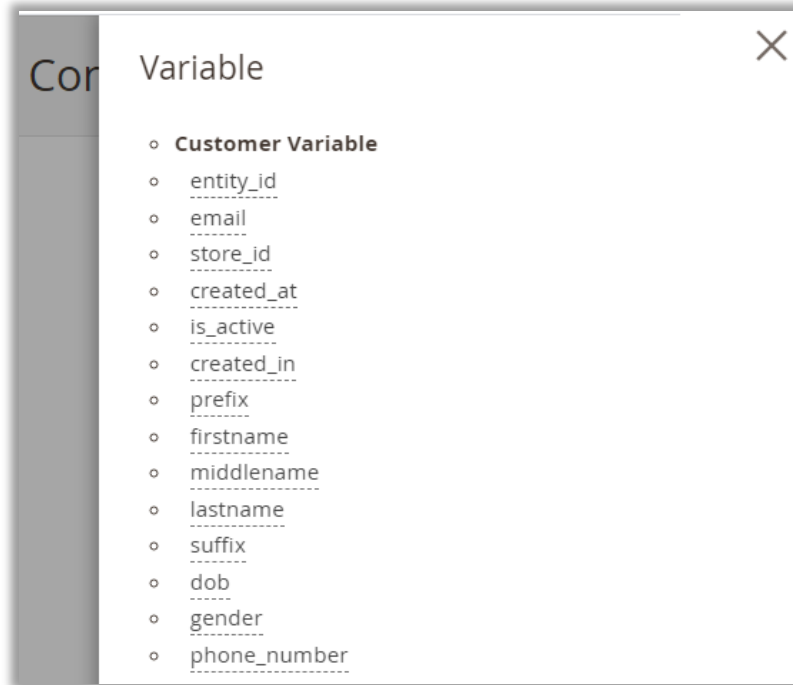 Cor
Variable
Customer Variable
entity_id
email
store_id
created_at
is_active
created_in
prefix
firstname
middlename
lastname
suffix
dob
gender
phone_number